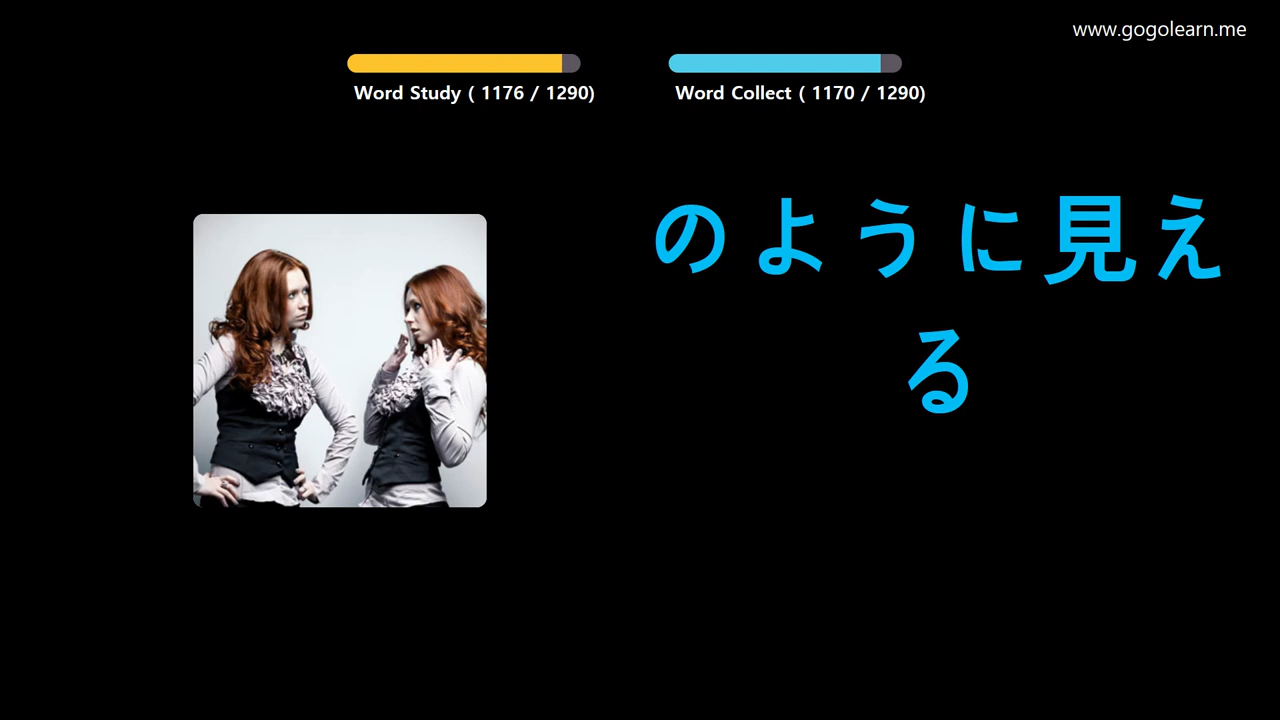 www.gogolearn.me
Word Study ( 1176 / 1290)
Word Collect ( 1170 / 1290)
のように見え
る